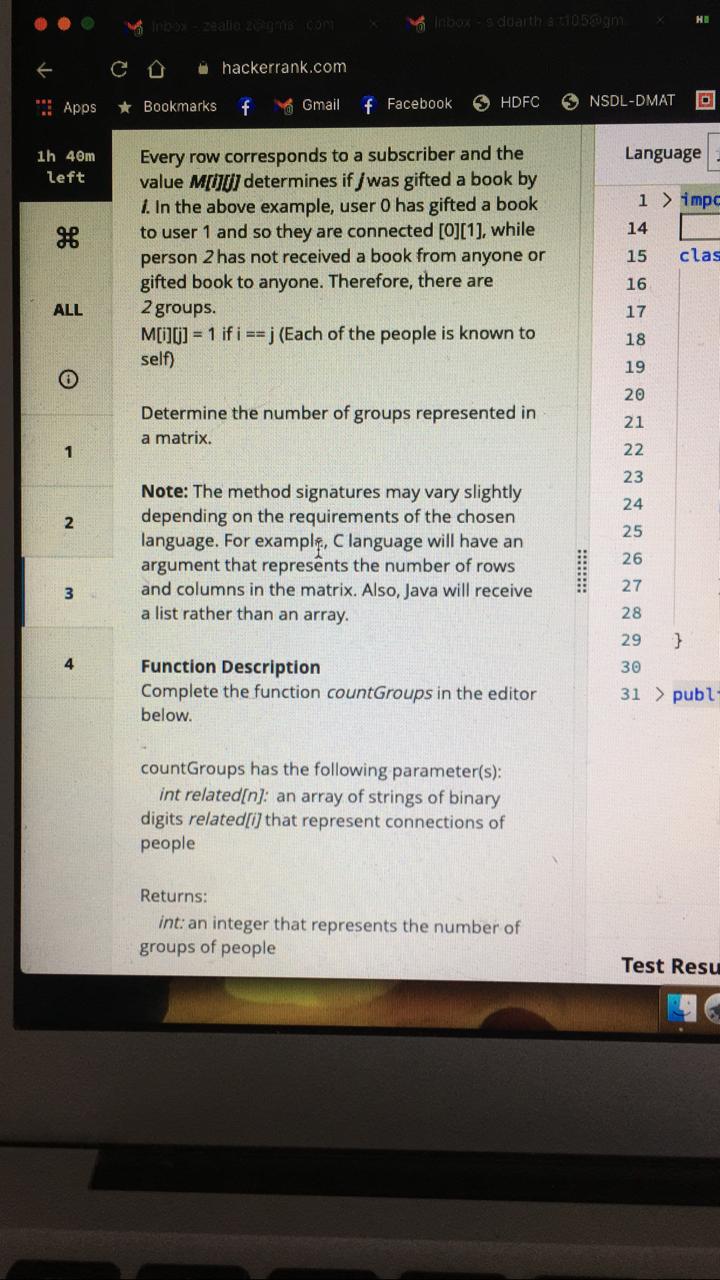 Inbox
Inbox
hackerrank.com
Apps
Bookmarks
Gmail
Facebook
HDFC
NSDL-DMAT
1h 40m
left
ALL
1
2
3
4
Every row corresponds to a subscriber and the
value M[i][j] determines if j was gifted a book by
i. In the above example, user 0 has gifted a book
to user 1 and so they are connected [0][1], while
person 2 has not received a book from anyone or
gifted book to anyone. Therefore, there are
2 groups.
M[i][j] = 1 if i == j (Each of the people is known to
self)
Determine the number of groups represented in
a matrix.
Note: The method signatures may vary slightly
depending on the requirements of the chosen
language. For example, C language will have an
argument that represents the number of rows
and columns in the matrix. Also, Java will receive
a list rather than an array.
Function Description
Complete the function countGroups in the editor
below.
countGroups has the following parameter(s):
int related[n]: an array of strings of binary
digits related[i] that represent connections of
people
Returns:
int: an integer that represents the number of
groups of people
Language
1 > impo
14
15 clas
16
17
18
19
20
21
22
23
24
25
26
27
28
29 }
30
31 > publ
Test Resu